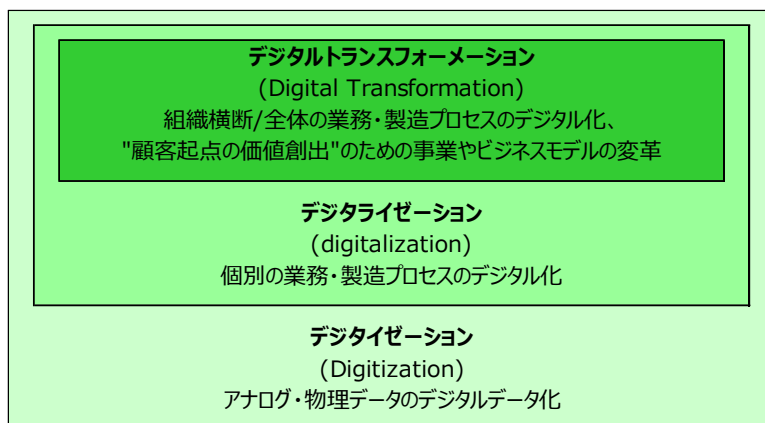 デジタルトランスフォーメーション
(Digital Transformation)
組織横断/全体の業務・製造プロセスのデジタル化、
"顧客起点の価値創出"のための事業やビジネスモデルの変革
デジタライゼーション
(digitalization)
個別の業務・製造プロセスのデジタル化
デジタイゼーション
(Digitization)
アナログ・物理データのデジタルデータ化